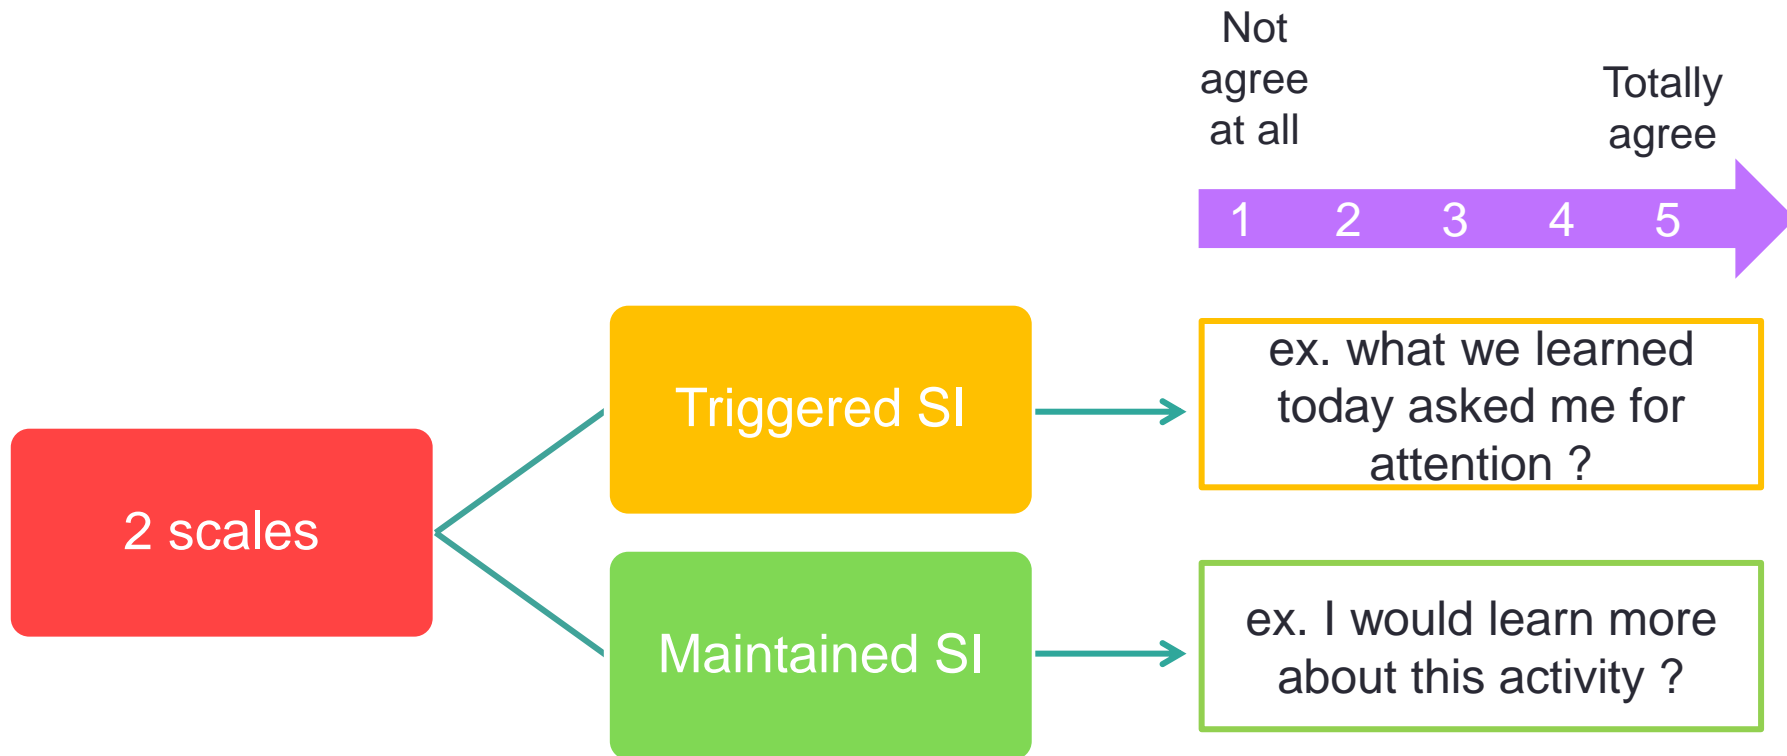 Not
agree
at all
Totally
agree
1 2 3 4 5
2 scales
Triggered SI
ex. what we learned
today asked me for
attention ?
Maintained SI
ex. I would learn more
about this activity ?